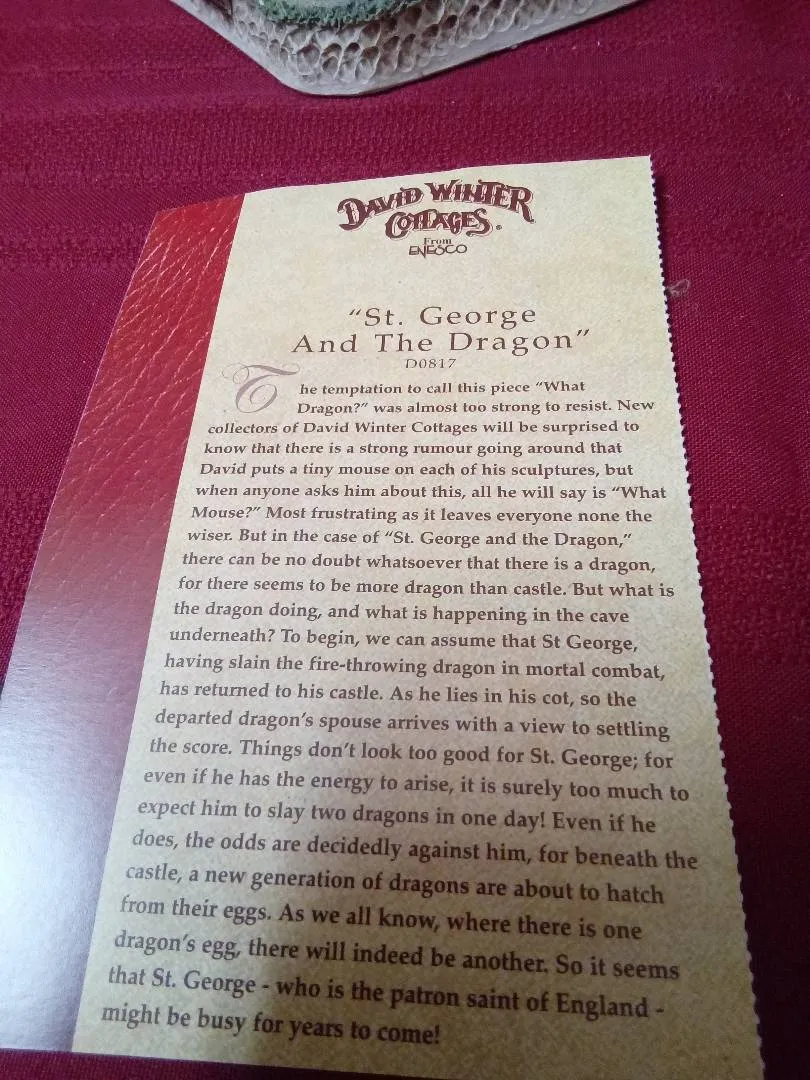 DAVID WINTER
COTTAGES.
From
ENESCO
"St. George
And The Dragon"
D0817
The temptation to call this piece "What
Dragon?" was almost too strong to resist. New
collectors of David Winter Cottages will be surprised to
know that there is a strong rumour going around that
David puts a tiny mouse on each of his sculptures, but
when anyone asks him about this, all he will say is "What
Mouse?" Most frustrating as it leaves everyone none the
wiser. But in the case of "St. George and the Dragon,"
there can be no doubt whatsoever that there is a dragon,
for there seems to be more dragon than castle. But what is
the dragon doing, and what is happening in the cave
underneath? To begin, we can assume that St George,
having slain the fire-throwing dragon in mortal combat,
has returned to his castle. As he lies in his cot, so the
departed dragon's spouse arrives with a view to settling
the score. Things don't look too good for St. George; for
even if he has the energy to arise, it is surely too much to
expect him to slay two dragons in one day! Even if he
does, the odds are decidedly against him, for beneath the
castle, a new generation of dragons are about to hatch
from their eggs. As we all know, where there is one
dragon's egg, there will indeed be another. So it seems
that St. George - who is the patron saint of England -
might be busy for years to come!